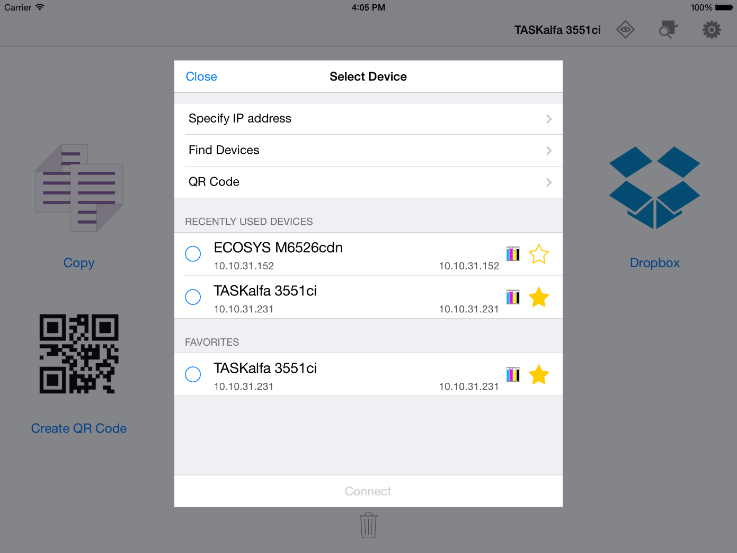 Carrier 4:05 PM 100%
TASKalfa 3551ci
Close Select Device
Specify IP address
Find Devices
QR Code
RECENTLY USED DEVICES
ECOSYS M6526cdn
10.10.31.152 10.10.31.152
TASKalfa 3551ci
10.10.31.231 10.10.31.231
FAVORITES
TASKalfa 3551ci
10.10.31.231 10.10.31.231
Connect
Copy
Dropbox
Create QR Code